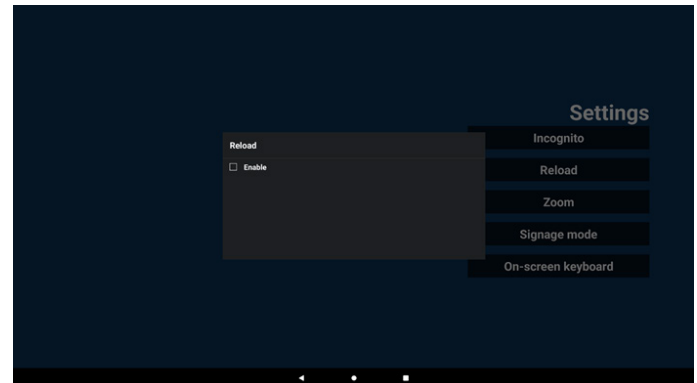 Settings
Incognito
Reload
Enable
Reload
Zoom
Signage mode
On-screen keyboard